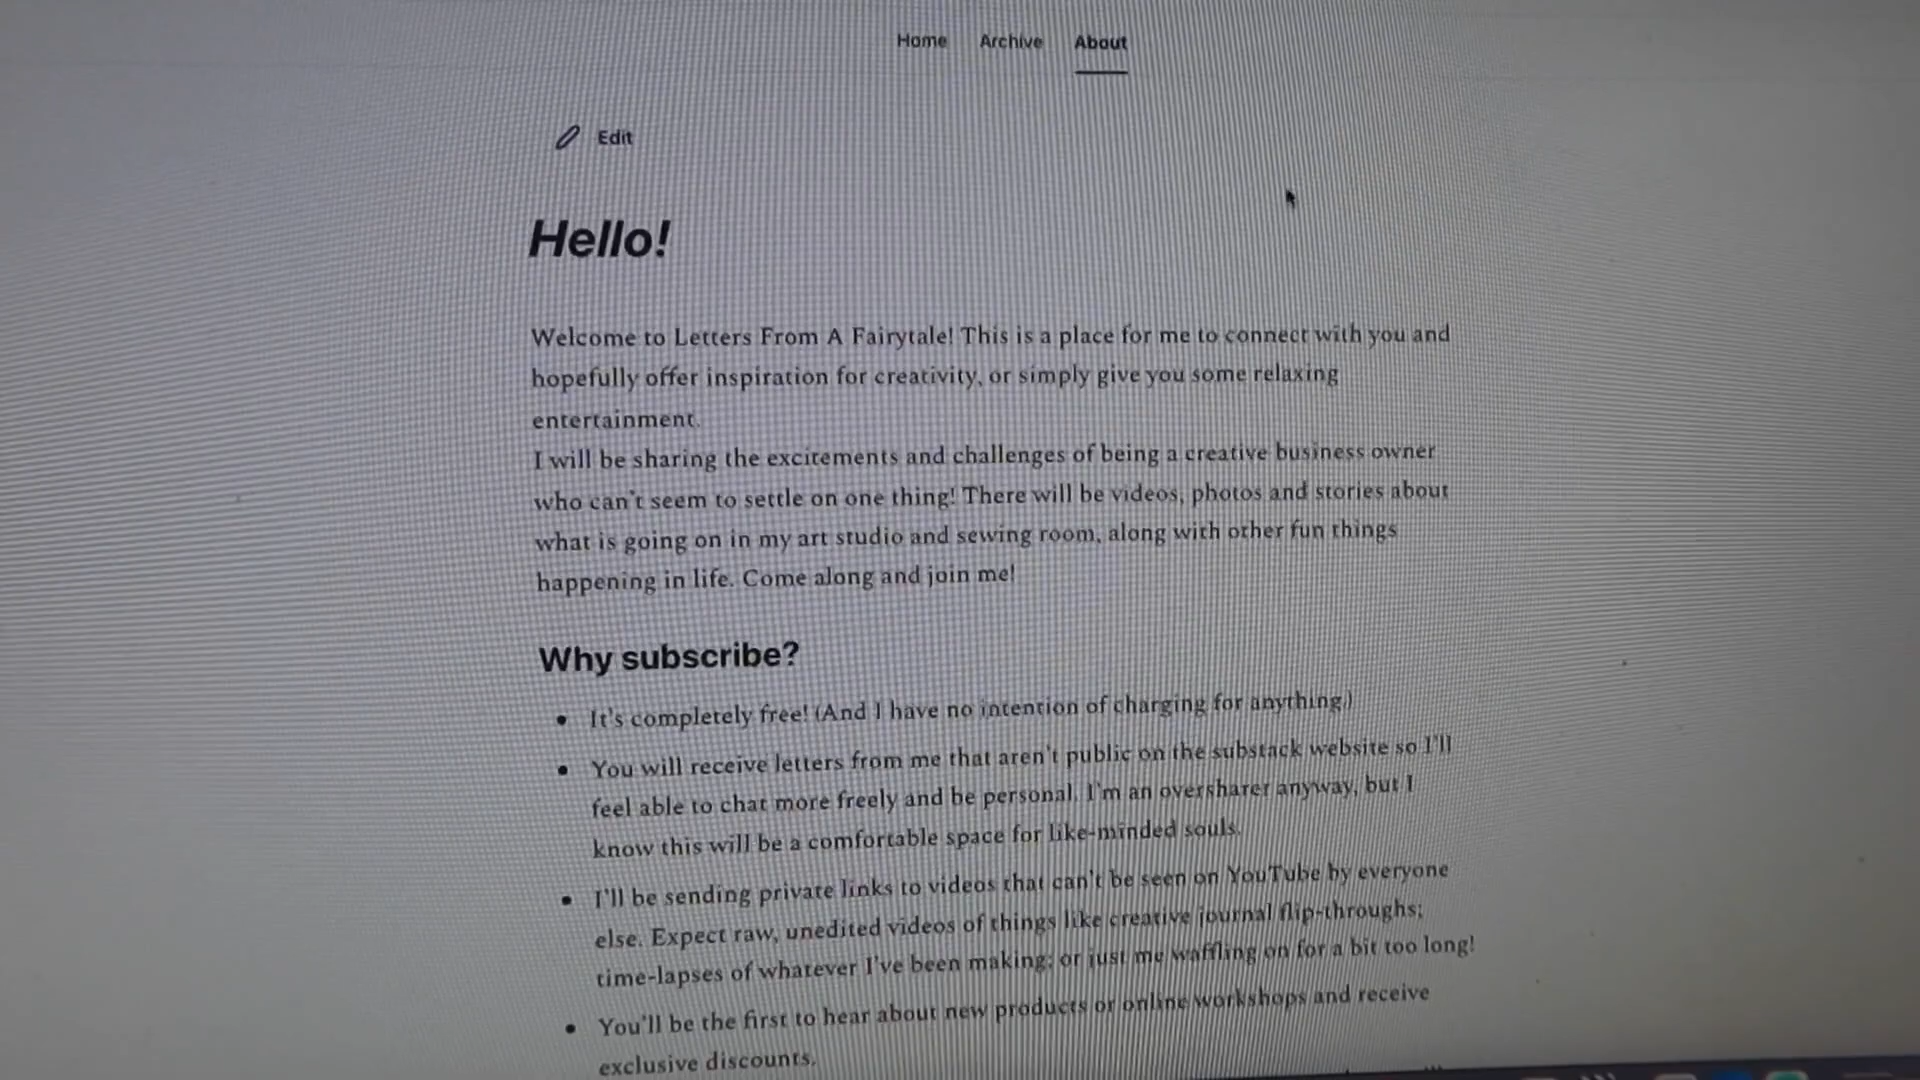 Home Archive About
Edit
Hello!
Welcome to Letters From A Fairytale! This is a place for me to connect with you and
hopefully offer inspiration for creativity, or simply give you some relaxing
entertainment.
I will be sharing the excitements and challenges of being a creative business owner
who can't seem to settle on one thing! There will be videos, photos and stories about
what is going on in my art studio and sewing room, along with other fun things
happening in life. Come along and join me!
Why subscribe?
• It's completely free! (And I have no intention of charging for anything.)
• You will receive letters from me that aren't public on the substack website so I'll
feel able to chat more freely and be personal. I'm an oversharer anyway, but I
know this will be a comfortable space for like-minded souls.
• I'll be sending private links to videos that can't be seen on YouTube by everyone
else. Expect raw, unedited videos of things like creative journal flip-throughs;
time-lapses of whatever I've been making; or just me waffling on for a bit too long!
• You'll be the first to hear about new products or online workshops and receive
exclusive discounts.